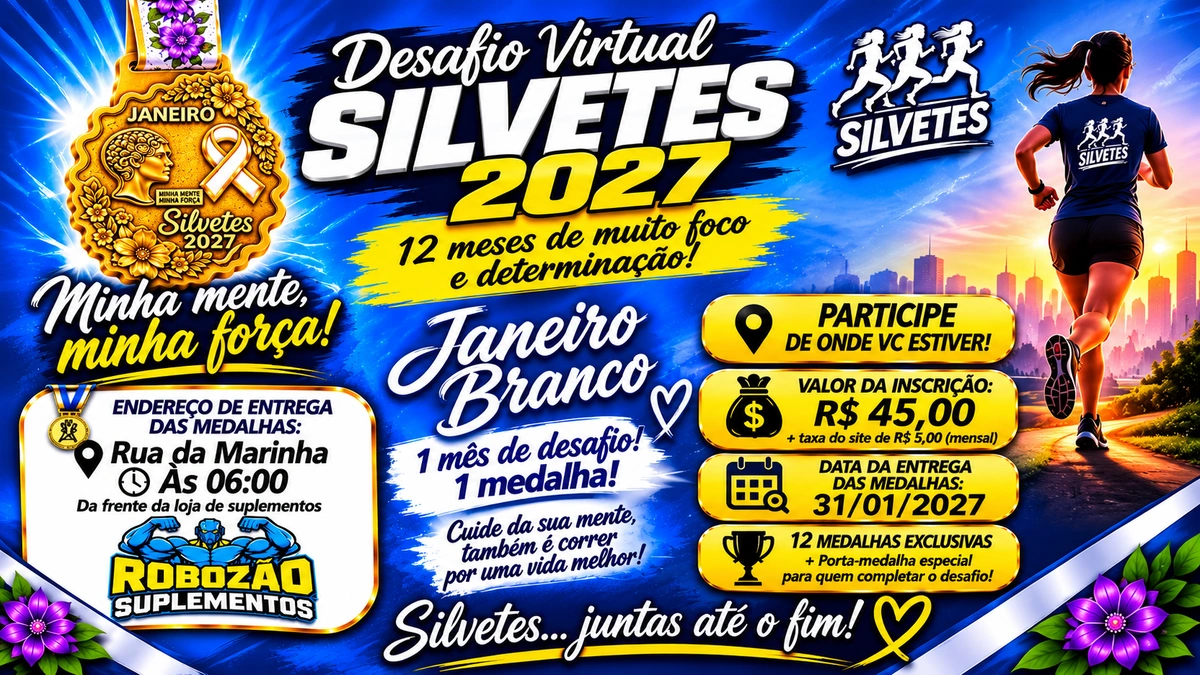 JANEIRO
MINHA MENTE
MINHA FORÇA
Silvetes
2027
Minha mente,
minha força!
ENDEREÇO DE ENTREGA
DAS MEDALHAS:
Rua da Marinha
Às 06:00
Da frente da loja de suplementos
ROBOZÃO
SUPLEMENTOS
Desafio Virtual
SILVETES
2027
12 meses de muito foco
e determinação!
Janeiro
Branco
1 mês de desafio!
1 medalha!
Cuide da sua mente,
também é correr
por uma vida melhor!
SILVETES
SILVETES
PARTICIPE
DE ONDE VC ESTIVER!
VALOR DA INSCRIÇÃO:
R$ 45,00
+ taxa do site de R$ 5,00 (mensal)
DATA DA ENTREGA
DAS MEDALHAS:
31/01/2027
12 MEDALHAS EXCLUSIVAS
+ Porta-medalha especial
para quem completar o desafio!
Silvetes... juntas até o fim!